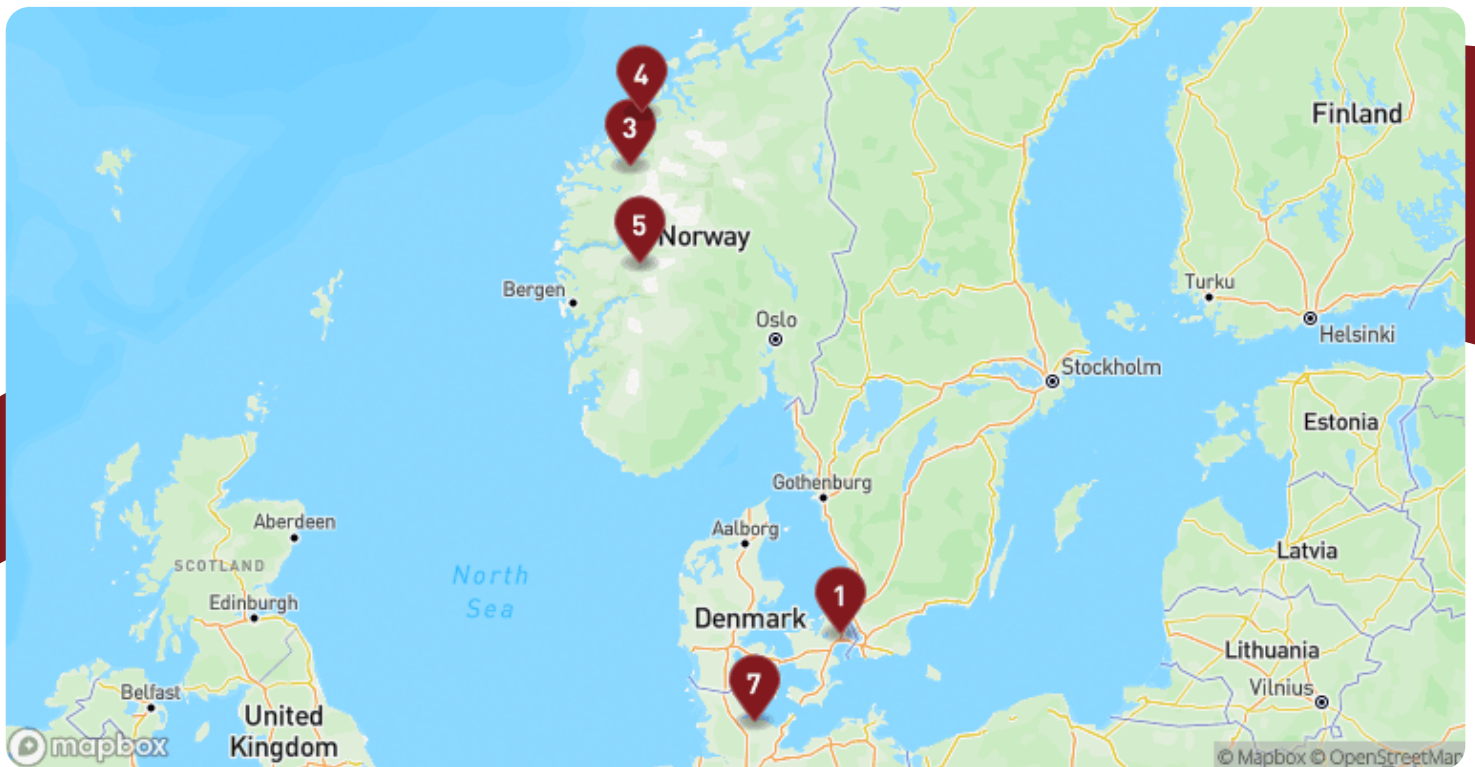 4
Finland
3
5
Norway
Turku
Bergen
Oslo
Helsinki
Stockholm
Estonia
Gothenburg
Aberdeen
Aalborg
Latvia
SCOTLAND
North
Sea
Edinburgh
1
Denmark
Lithuania
7
Vilnius
Belfast
United
Kingdom
mapbox
© Mapbox © OpenStreetMap